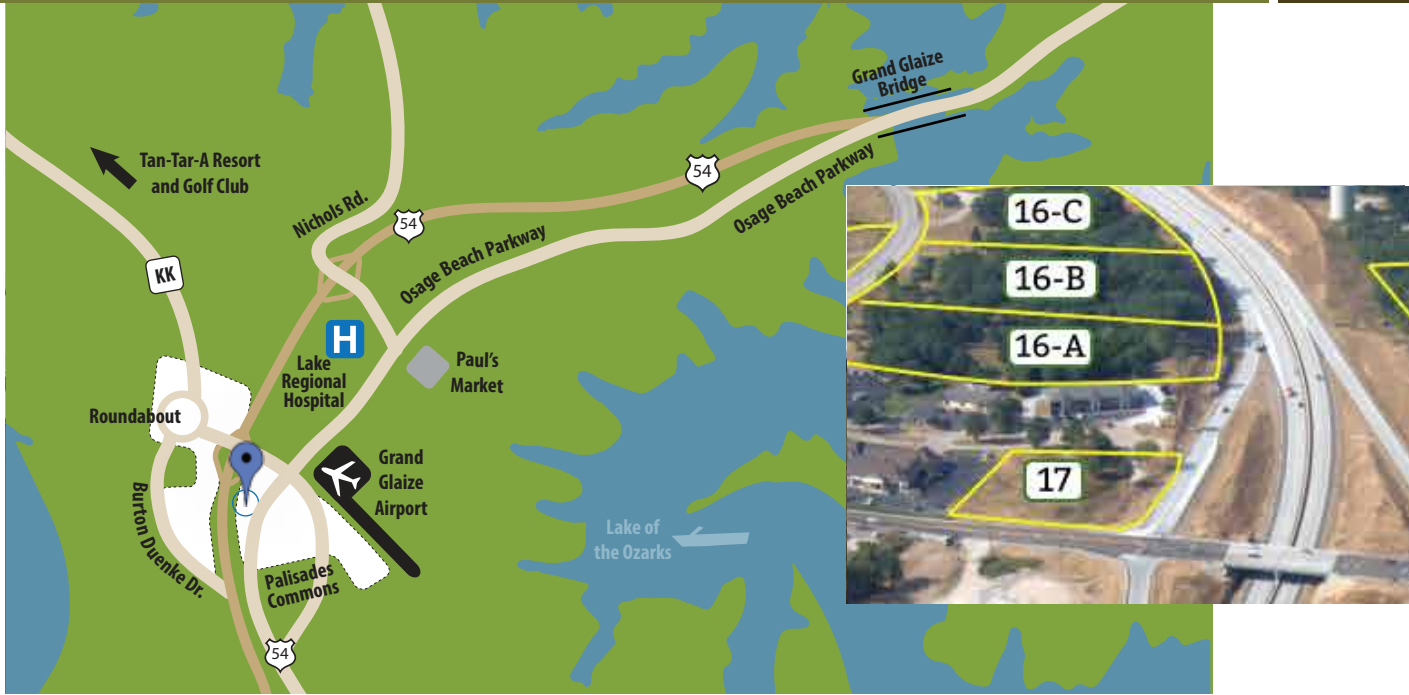 Grand Glaize
Bridge
Tan-Tar-A Resort
and Golf Club
54
Nichols Rd.
54
Osage Beach Parkway
Osage Beach Parkway
KK
16-C
16-B
16-A
17
H
Lake
Regional
Hospital
Paul's
Market
Roundabout
Grand
Glaize
Airport
Burton Duenke Dr.
Lake of
the Ozarks
Palisades
Commons
54